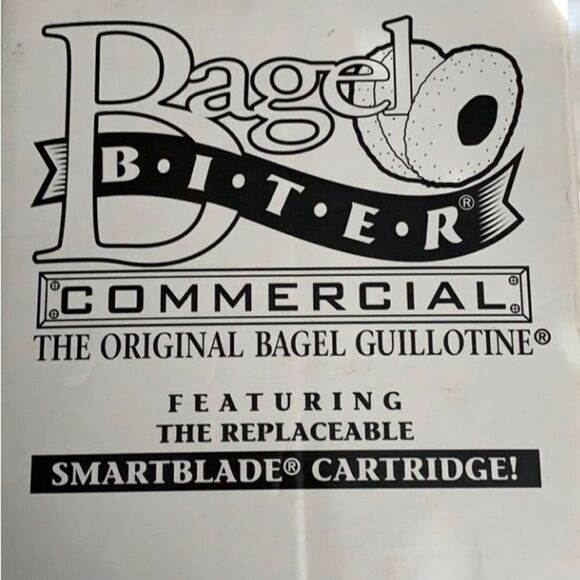 Bagel
B•I•T•E•R®
COMMERCIAL
THE ORIGINAL BAGEL GUILLOTINE®
FEATURING
THE REPLACEABLE
SMARTBLADE® CARTRIDGE!